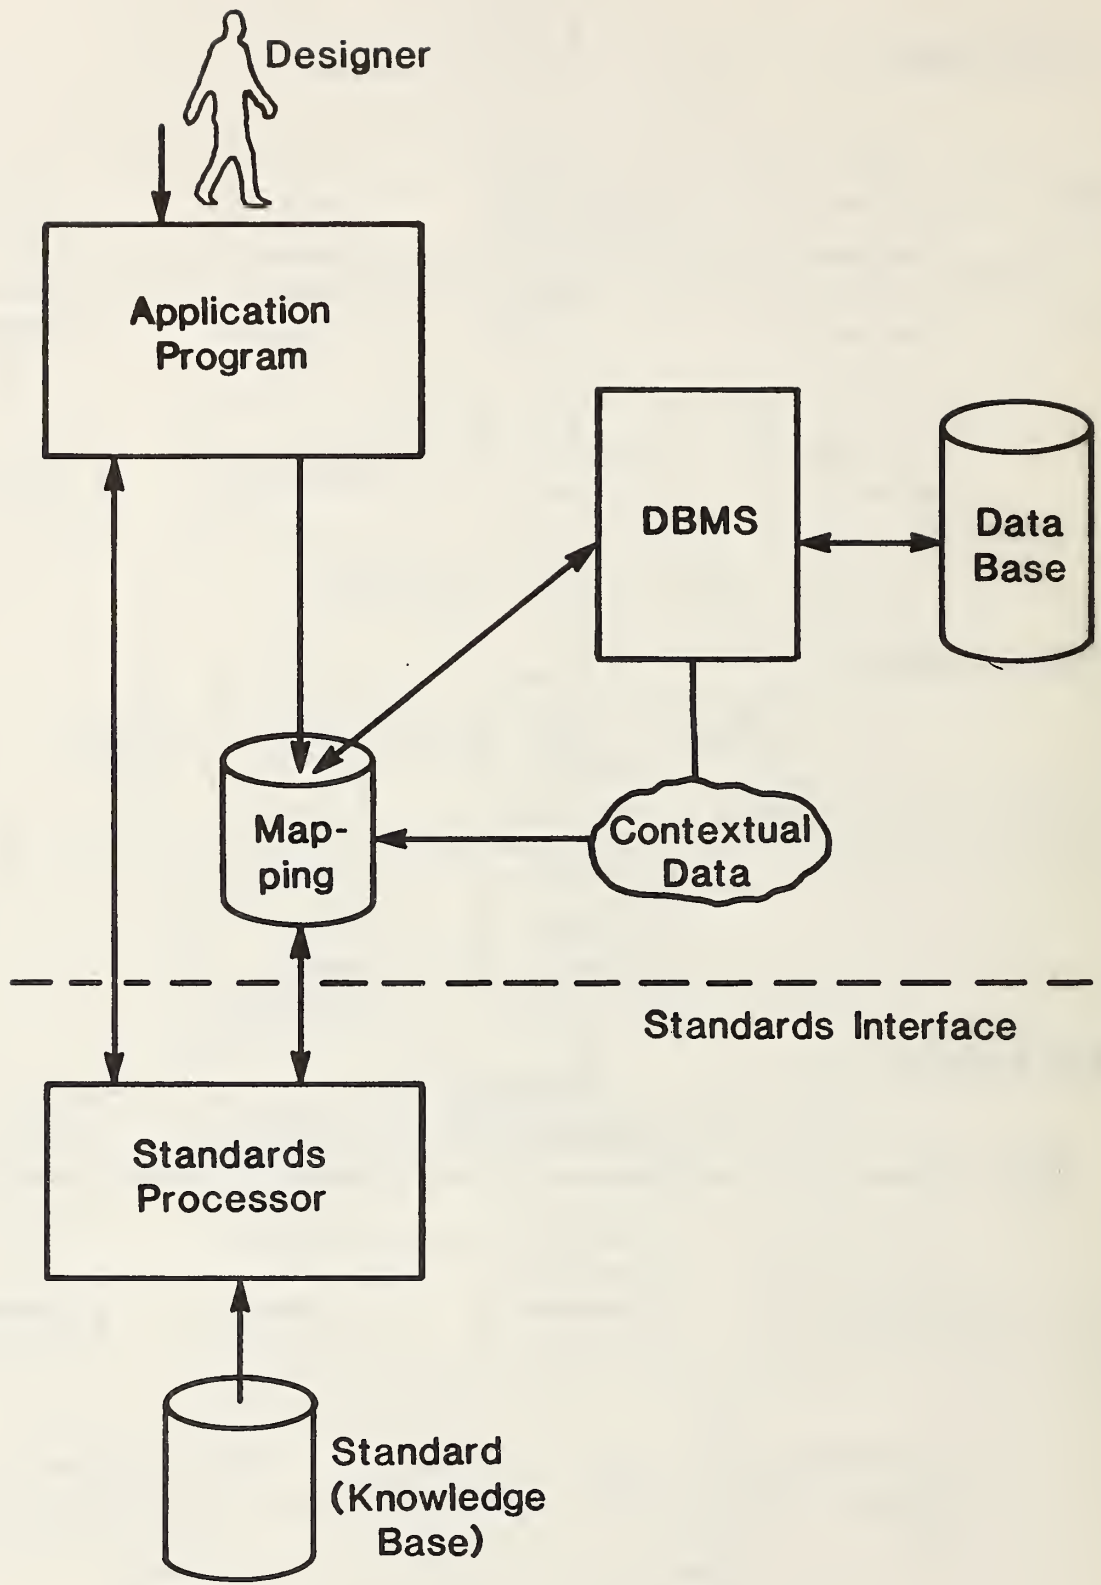 Designer
Application
Program
DBMS
Data
Base
Map-
ping
Contextual
Data
Standards Interface
Standards
Processor
Standard
(Knowledge
Base)